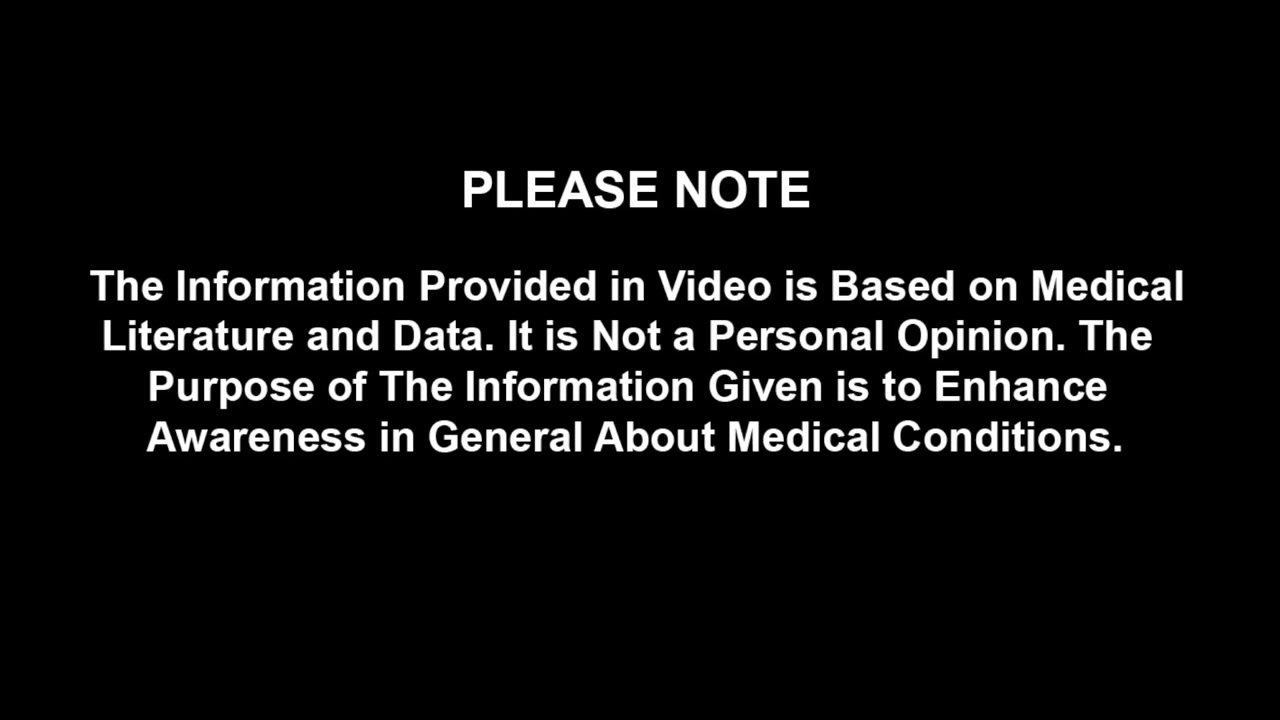 PLEASE NOTE
The Information Provided in Video is Based on Medical
Literature and Data. It is Not a Personal Opinion. The
Purpose of The Information Given is to Enhance
Awareness in General About Medical Conditions.